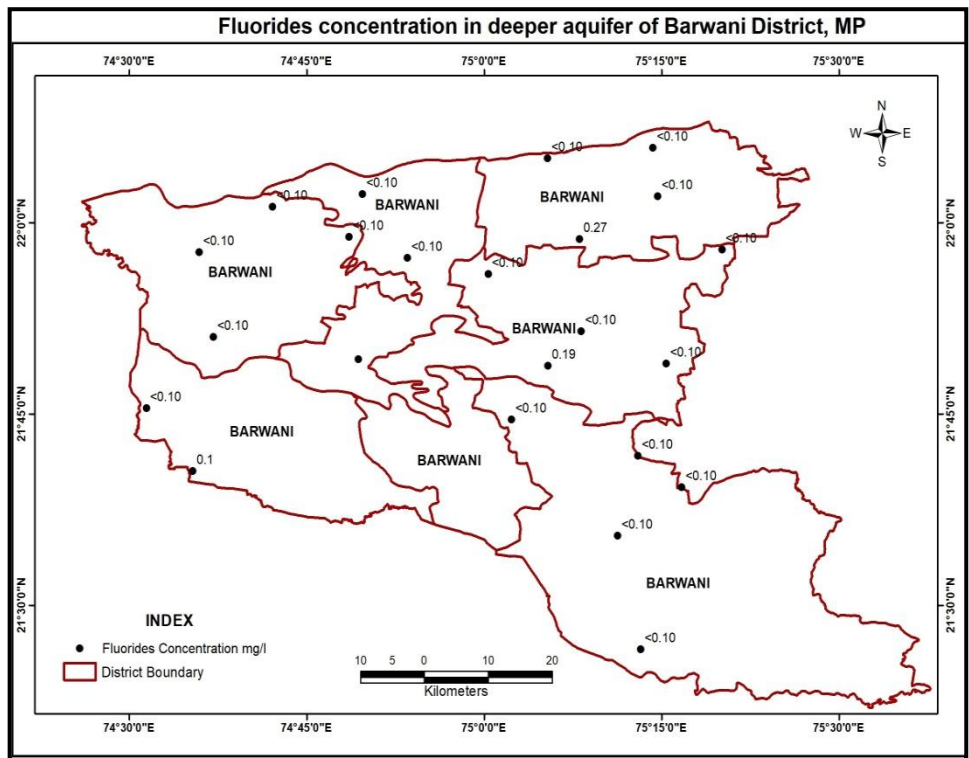 Fluorides concentration in deeper aquifer of Barwani District, MP
74°30'0"E 74°45'0"E 75°0'0"E 75°15'0"E 75°30'0"E
N
W E
S
<0.10
<0.10
<0.10
<0.10
<0.10
BARWANI
BARWANI
22°0'0"N
22°0'0"N
<0.10
0.27
<0.10
<0.10
<0.10
<0.10
BARWANI
<0.10
<0.10
BARWANI
<0.10
0.19
<0.10
<0.10
<0.10
21°45'0"N
21°45'0"N
BARWANI
<0.10
0.1
BARWANI
<0.10
<0.10
BARWANI
21°30'0"N
21°30'0"N
INDEX
<0.10
Fluorides Concentration mg/l
District Boundary
10 5 0 10 20
Kilometers
74°30'0"E 74°45'0"E 75°0'0"E 75°15'0"E 75°30'0"E